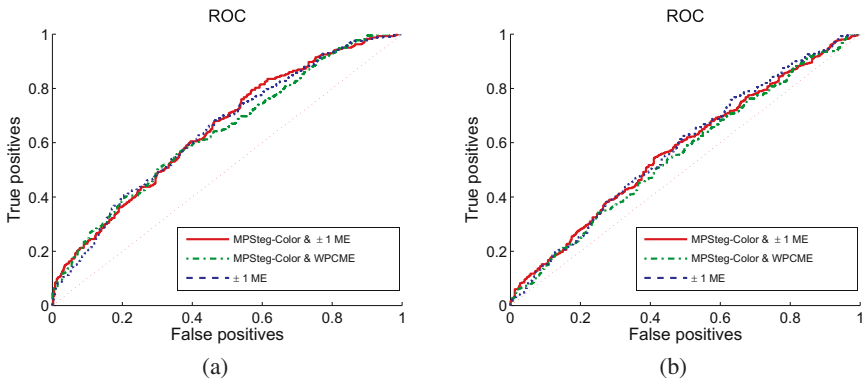 ROC
True positives
1
0.8
0.6
0.4
0.2
0
MPSteg-Color & ± 1 ME
MPSteg-Color & WPCME
± 1 ME
0 0.2 0.4 0.6 0.8 1
False positives
(a)
ROC
True positives
1
0.8
0.6
0.4
0.2
0
MPSteg-Color & ± 1 ME
MPSteg-Color & WPCME
± 1 ME
0 0.2 0.4 0.6 0.8 1
False positives
(b)